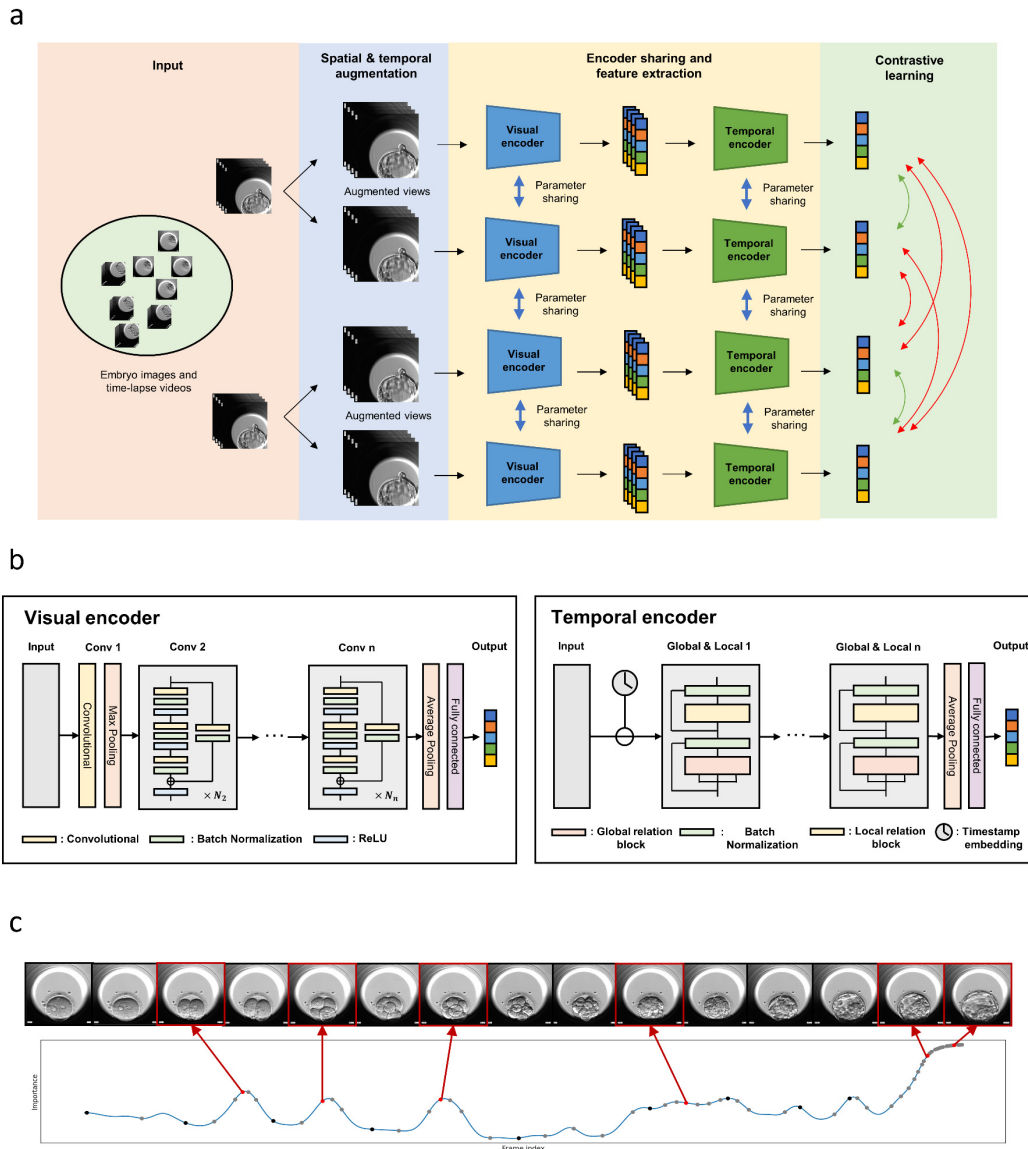 a
Input
Spatial & temporal
augmentation
Encoder sharing and
feature extraction
Contrastive
learning
Visual
encoder
Temporal
encoder
Augmented views
Parameter
sharing
Parameter
sharing
Visual
encoder
Temporal
encoder
Parameter
sharing
Parameter
sharing
Embryo images and
time-lapse videos
Visual
encoder
Temporal
encoder
Augmented views
Parameter
sharing
Parameter
sharing
Visual
encoder
Temporal
encoder
b
Visual encoder
Input
Conv 1
Conv 2
Conv n
Output
Convolutional
Max Pooling
× N₂
···
× Nₙ
Average Pooling
Fully connected
: Convolutional
: Batch Normalization
: ReLU
Temporal encoder
Input
Global & Local 1
Global & Local n
Output
···
Average Pooling
Fully connected
: Global relation
block
: Batch
Normalization
: Local relation
block
: Timestamp
embedding
c
Importance
Frame index